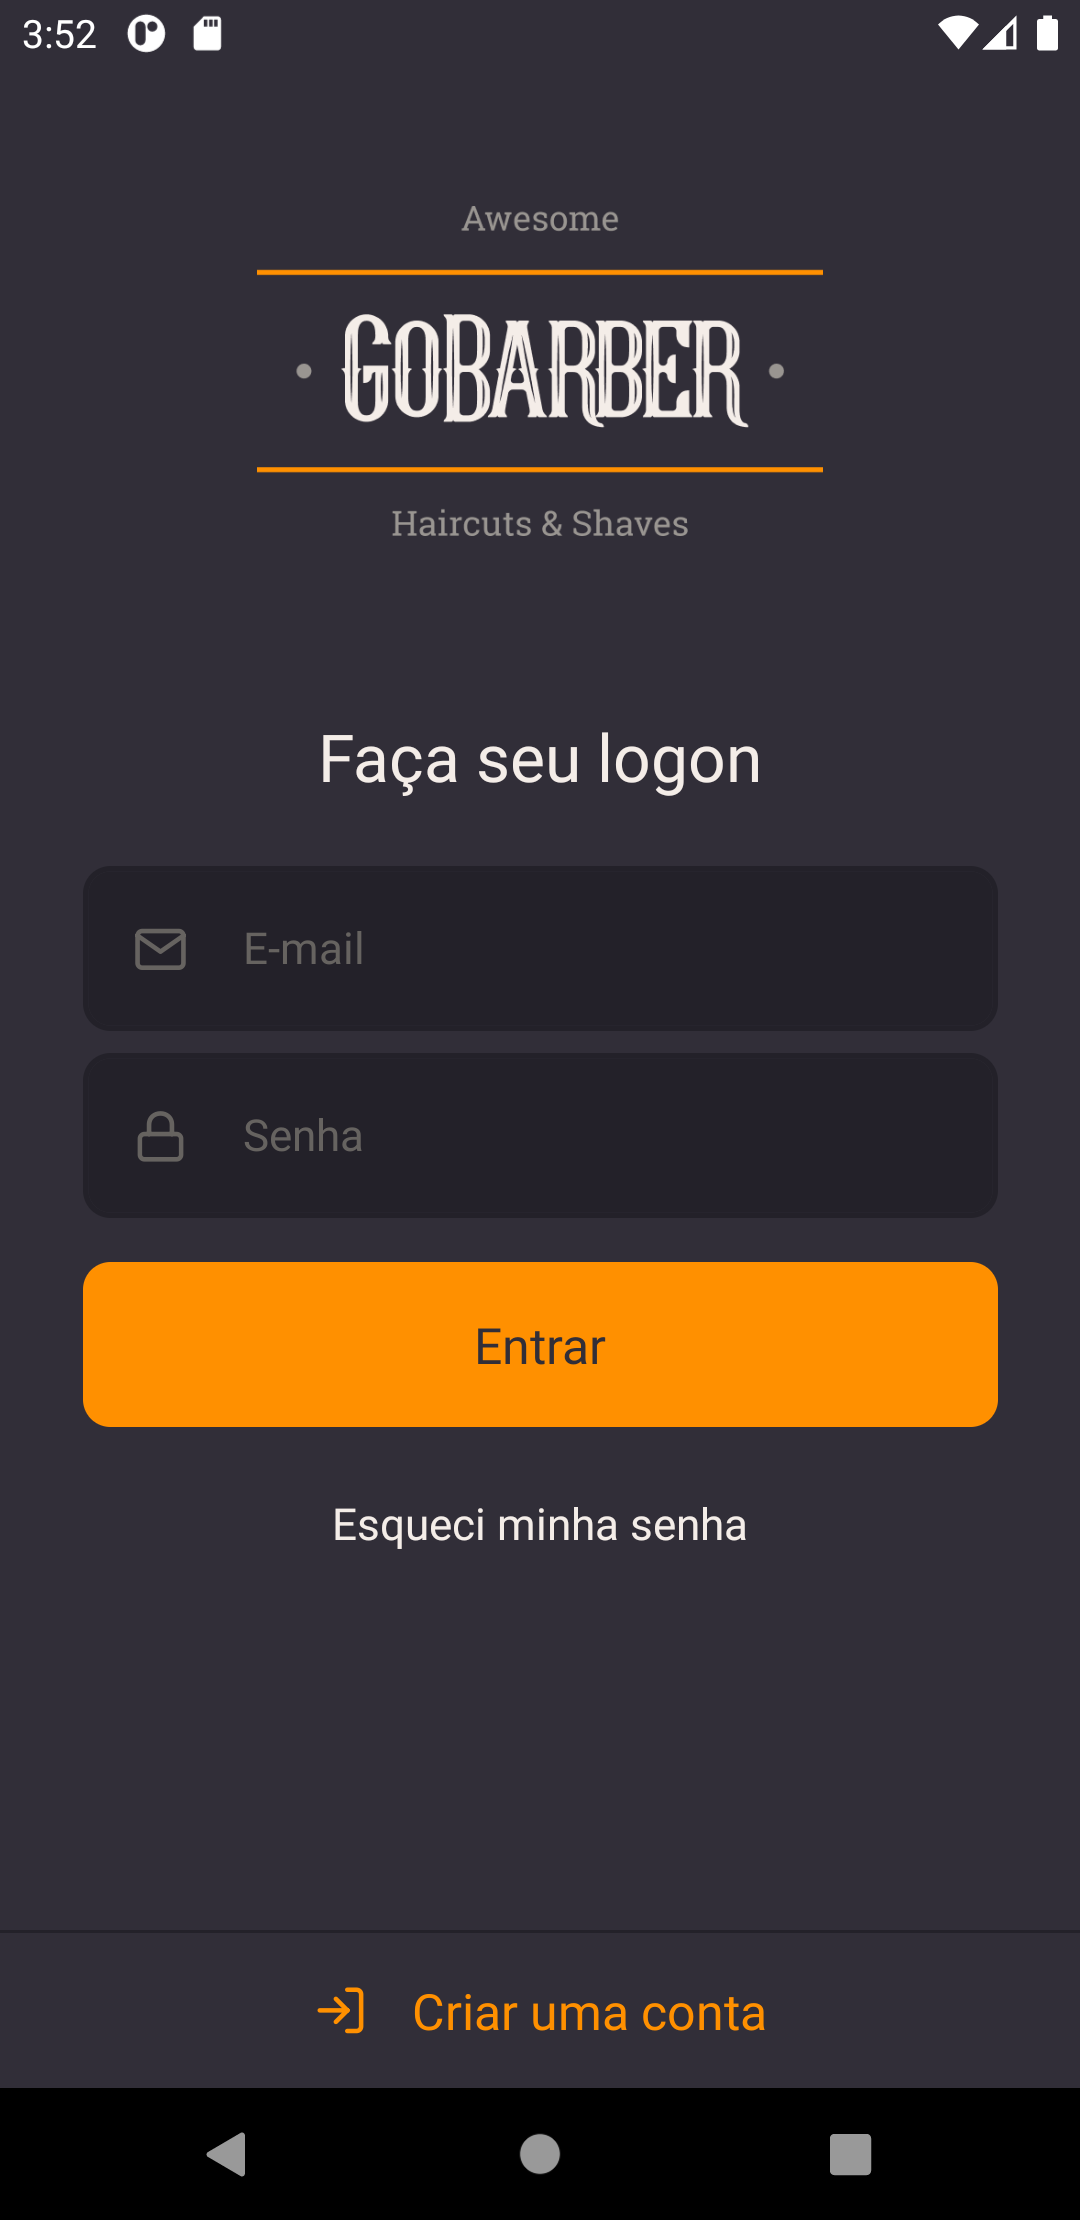 3:52
Awesome
GOBARBER
Haircuts & Shaves
Faça seu logon
E-mail
Senha
Entrar
Esqueci minha senha
Criar uma conta